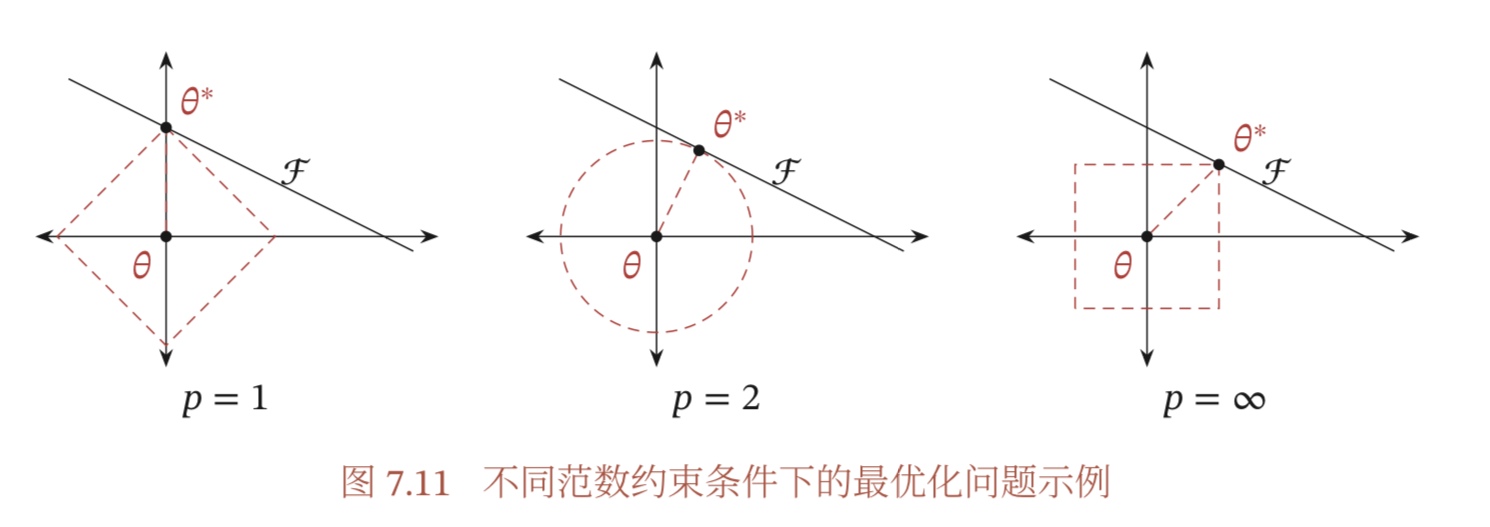 θ*
ℱ
θ
p = 1
θ*
ℱ
θ
p = 2
θ*
ℱ
θ
p = ∞
图 7.11 不同范数约束条件下的最优化问题示例